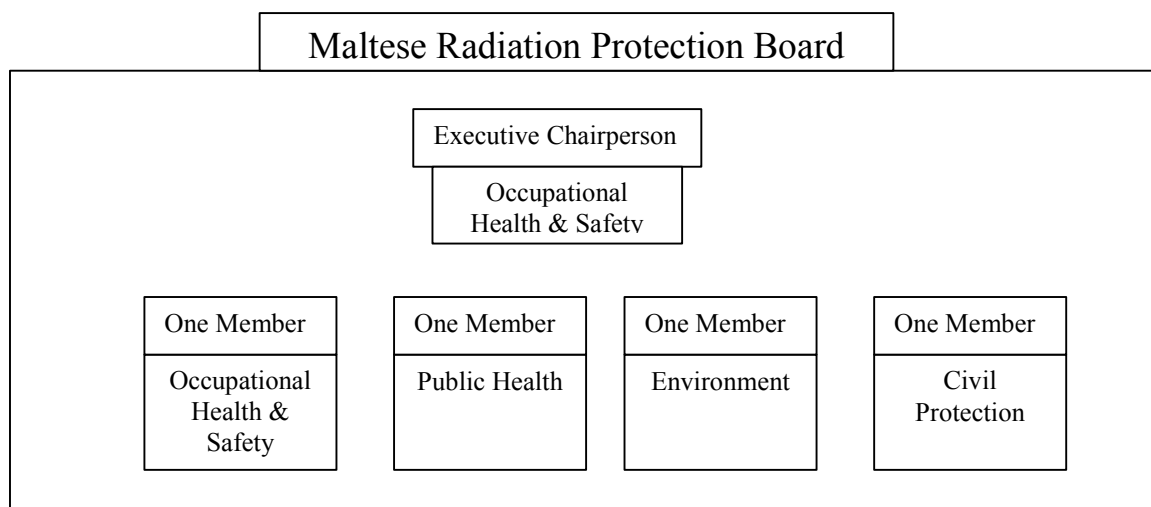 Maltese Radiation Protection Board
Executive Chairperson
Occupational
Health & Safety
One Member
One Member
One Member
One Member
Occupational
Health &
Safety
Public Health
Environment
Civil
Protection